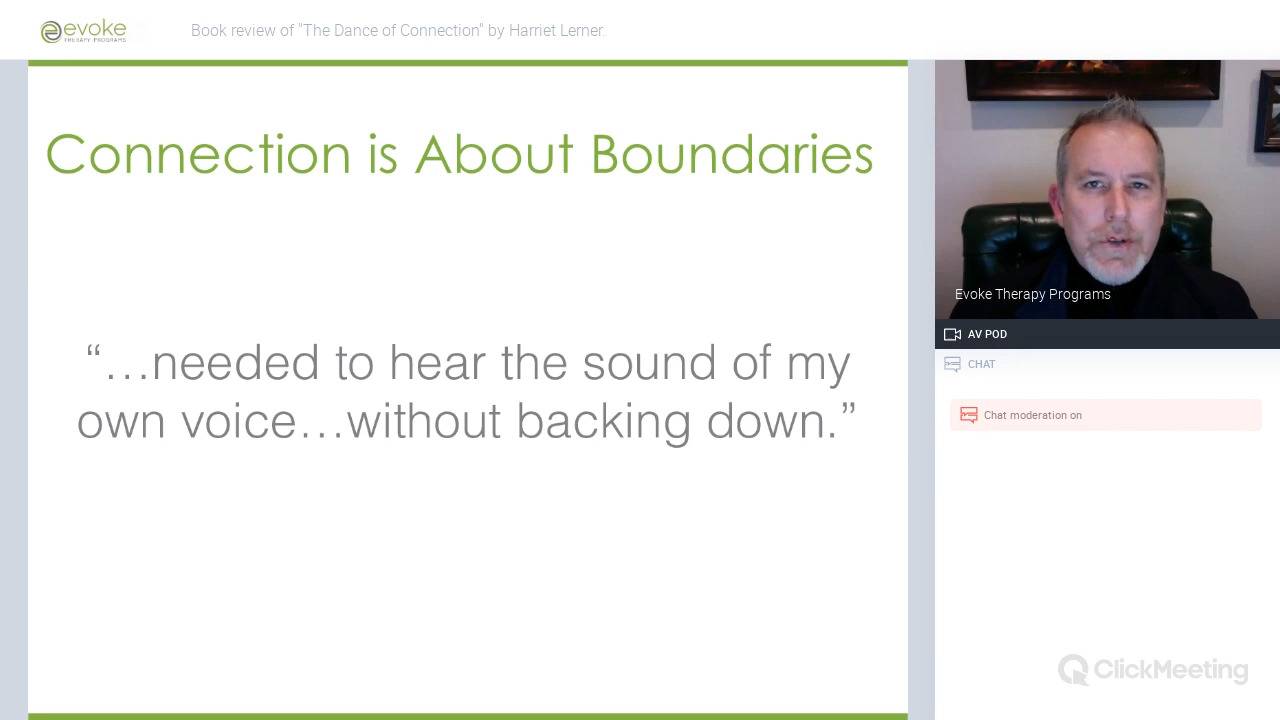 evoke
THERAPY PROGRAMS
Book review of "The Dance of Connection" by Harriet Lerner.
Connection is About Boundaries
“…needed to hear the sound of my
own voice…without backing down.”
Evoke Therapy Programs
AV POD
CHAT
Chat moderation on
ClickMeeting